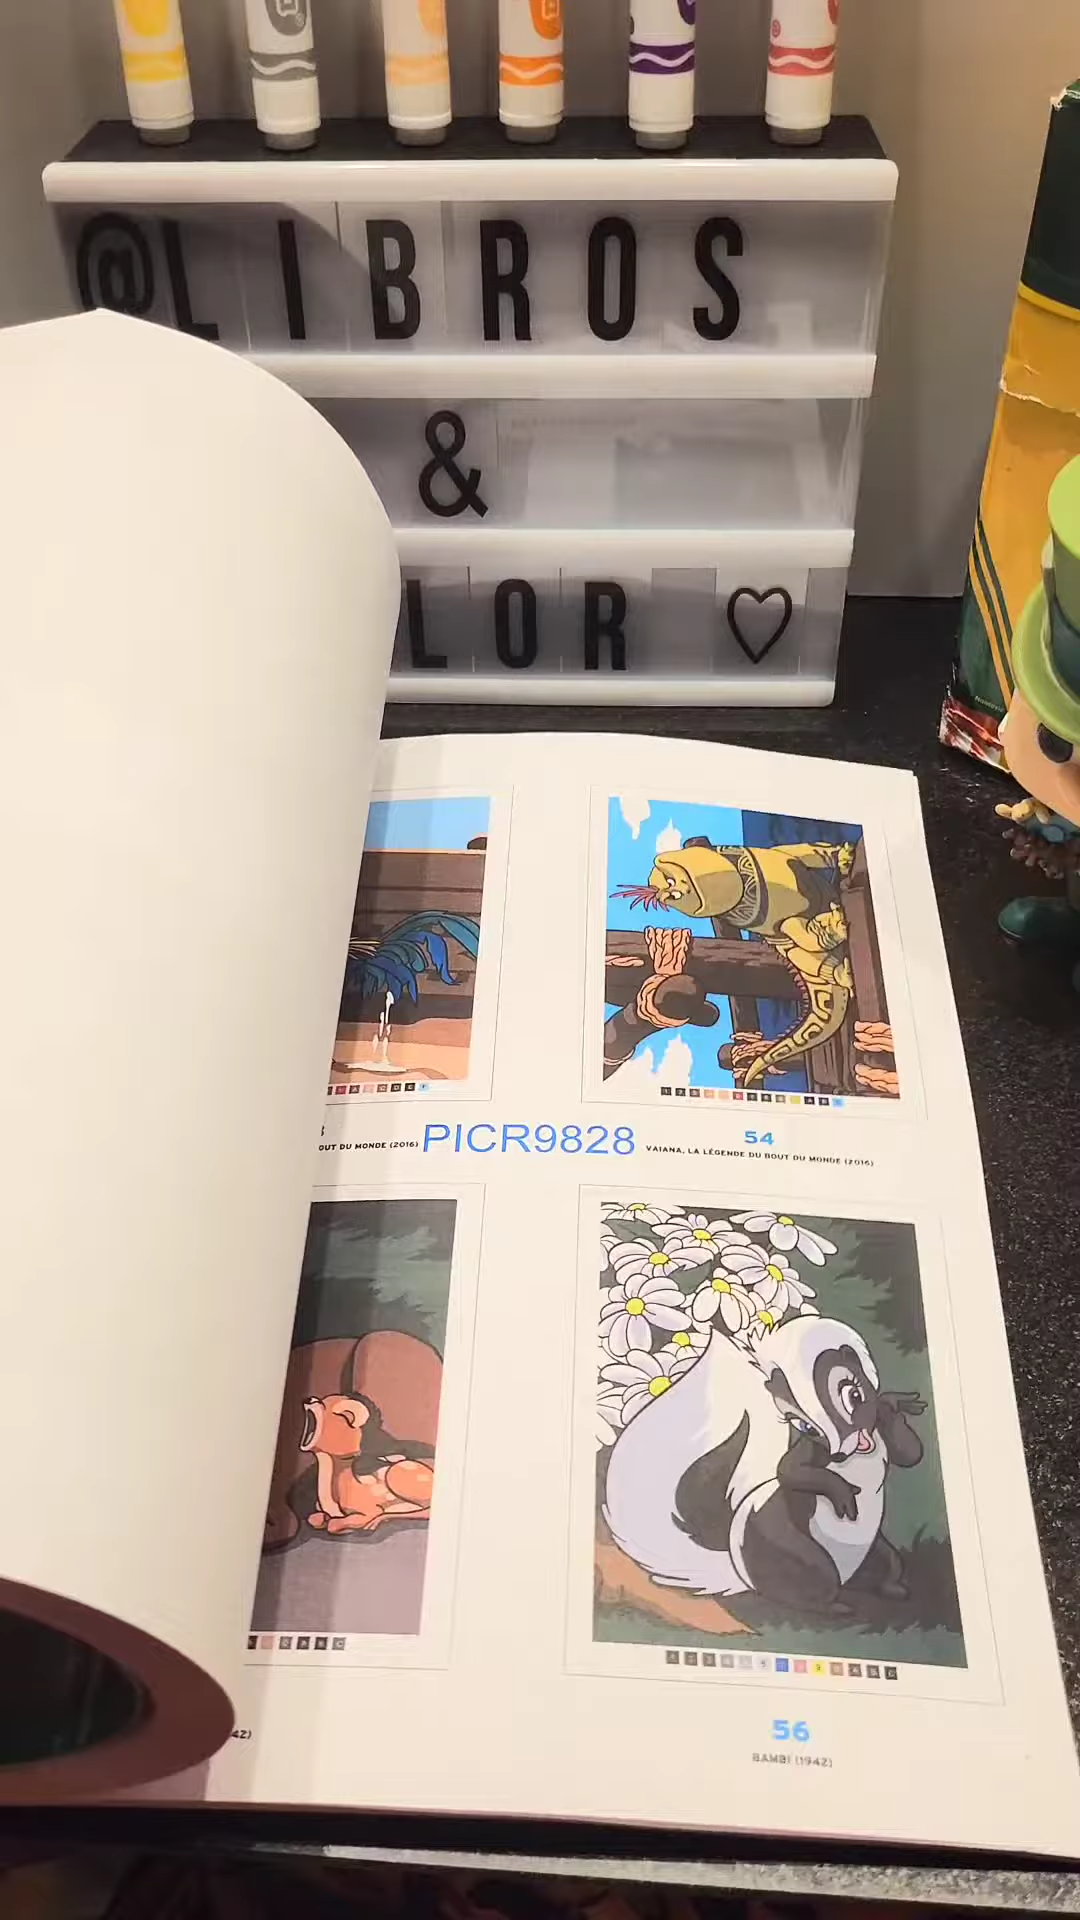 @LIBROS
&
LOR ♡
OUT DU MONDE (2016)
PICR9828
54
VAIANA, LA LÉGENDE DU BOUT DU MONDE (2016)
42)
56
BAMBI (1942)